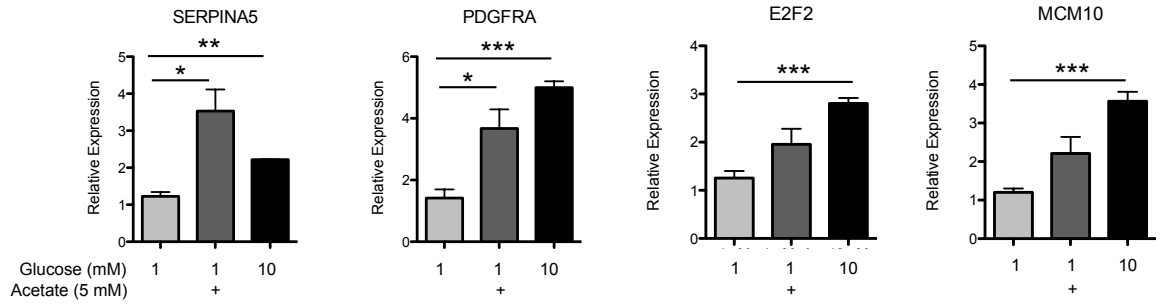 SERPINA5
PDGFRA
E2F2
MCM10
** 
*
5
4
3
2
1
0
Relative Expression
***
*
6
4
2
0
Relative Expression
***
4
3
2
1
0
Relative Expression
***
5
4
3
2
1
0
Relative Expression
Glucose (mM) 1 1 10 1 1 10 1 1 10 1 1 10
Acetate (5 mM) + + + +